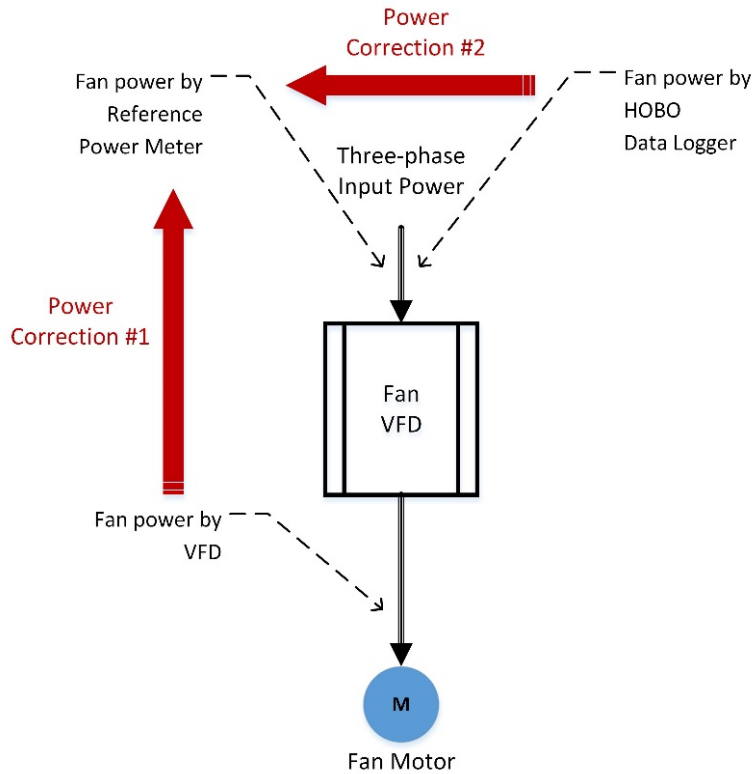 Power
Correction #2
Fan power by
Reference
Power Meter
Fan power by
HOBO
Data Logger
Three-phase
Input Power
Power
Correction #1
Fan
VFD
Fan power by
VFD
M
Fan Motor